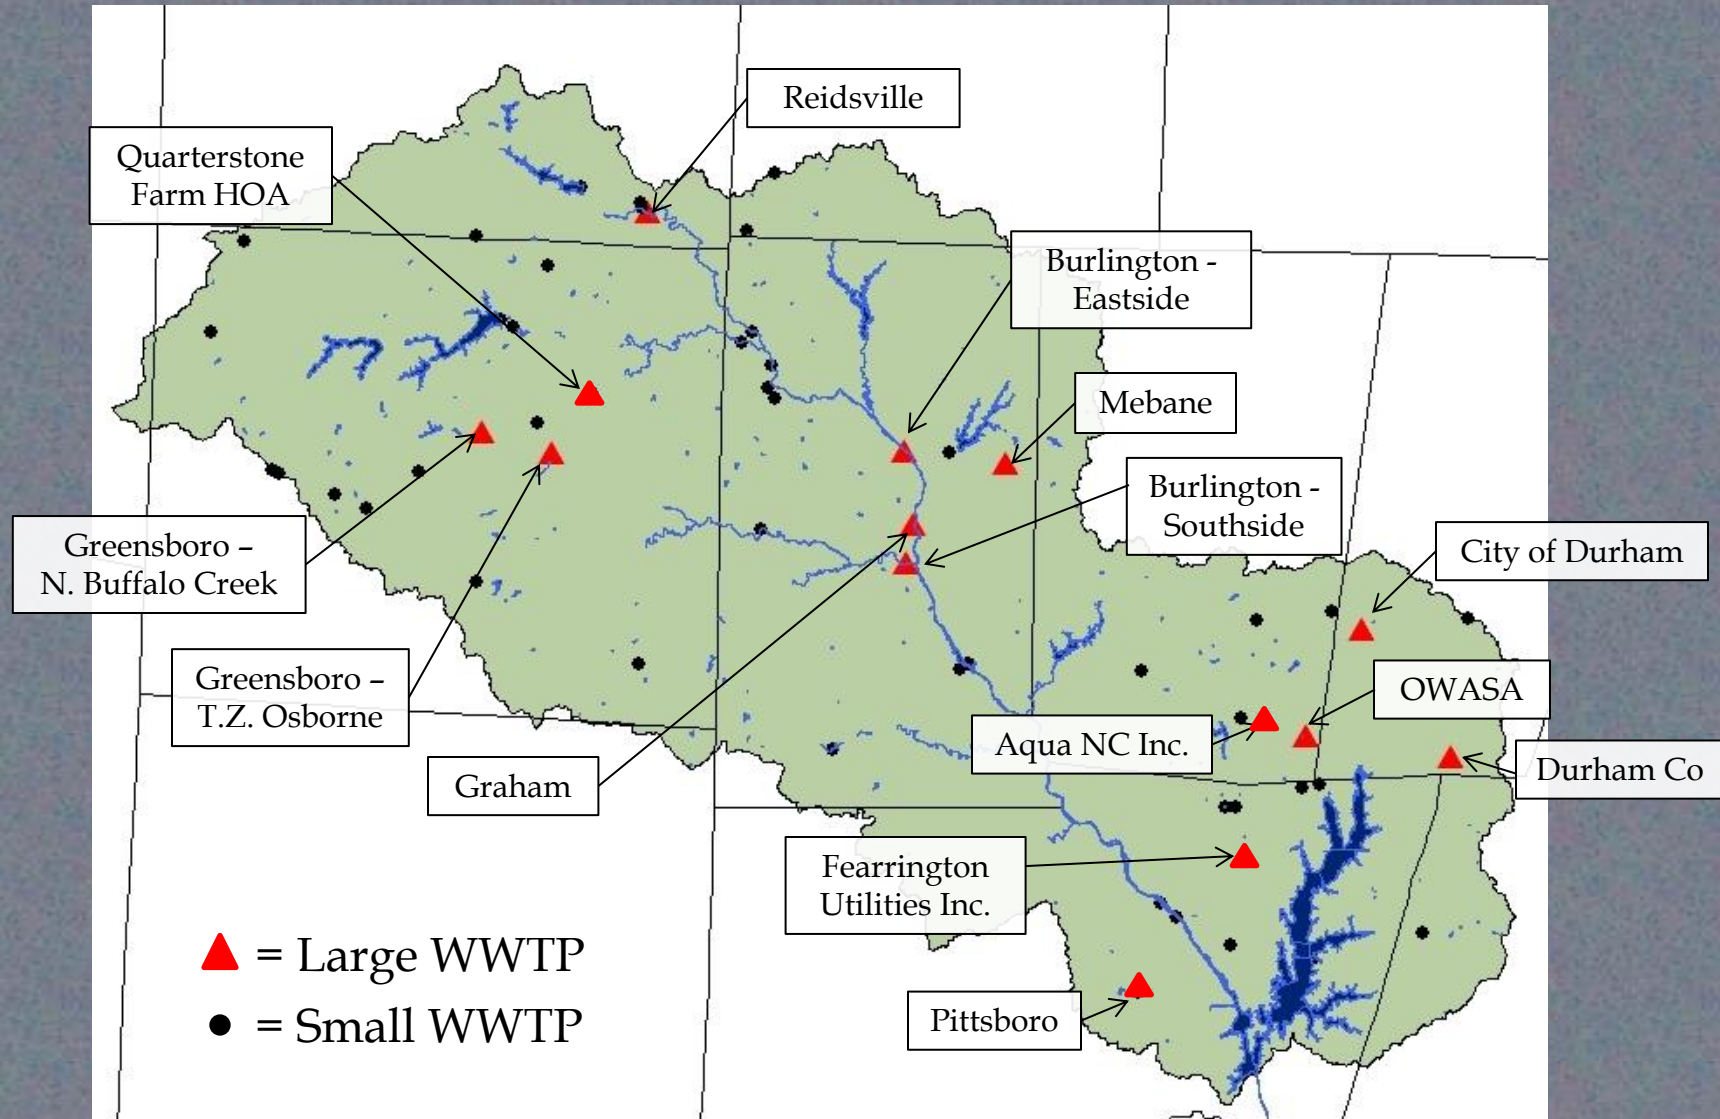 Reidsville
Quarterstone
Farm HOA
Burlington -
Eastside
Mebane
Burlington -
Southside
Greensboro –
N. Buffalo Creek
City of Durham
Greensboro –
T.Z. Osborne
OWASA
Aqua NC Inc.
Durham Co
Graham
Fearrington
Utilities Inc.
Pittsboro
= Large WWTP
= Small WWTP